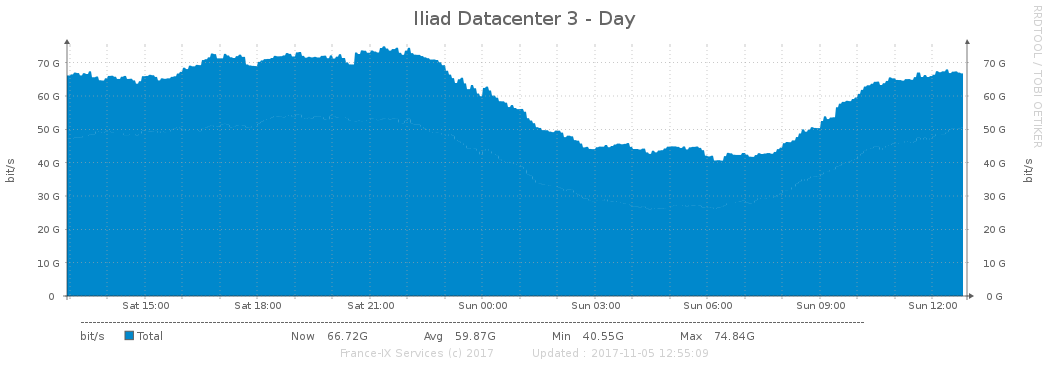 Iliad Datacenter 3 - Day
RRDTOOL / TOBI OETIKER
bit/s
bit/s
70 G 70 G
60 G 60 G
50 G 50 G
40 G 40 G
30 G 30 G
20 G 20 G
10 G 10 G
0 0 G
Sat 15:00 Sat 18:00 Sat 21:00 Sun 00:00 Sun 03:00 Sun 06:00 Sun 09:00 Sun 12:00
bit/s Total Now 66.72G Avg 59.87G Min 40.55G Max 74.84G
France-IX Services (c) 2017 Updated : 2017-11-05 12:55:09